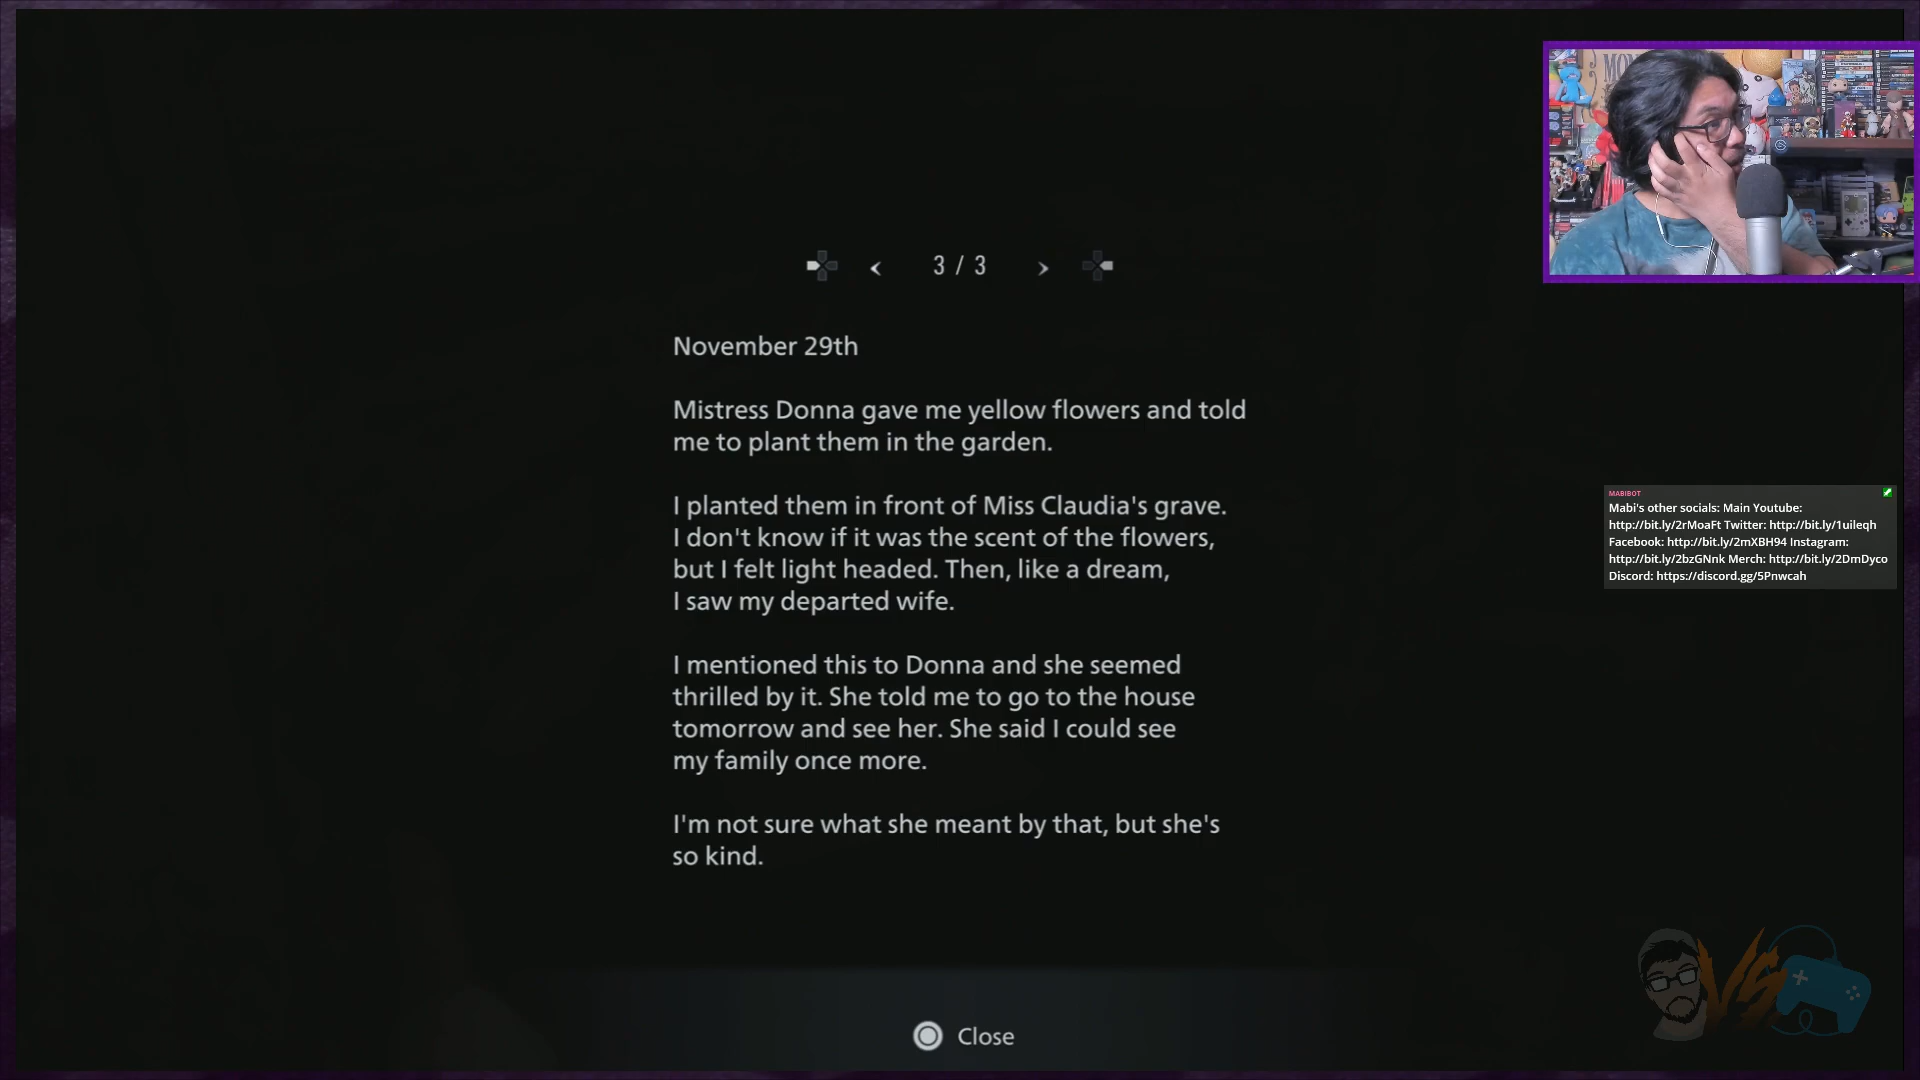 3 / 3
November 29th
Mistress Donna gave me yellow flowers and told
me to plant them in the garden.
I planted them in front of Miss Claudia's grave.
I don't know if it was the scent of the flowers,
but I felt light headed. Then, like a dream,
I saw my departed wife.
I mentioned this to Donna and she seemed
thrilled by it. She told me to go to the house
tomorrow and see her. She said I could see
my family once more.
I'm not sure what she meant by that, but she's
so kind.
Close
MABIBOT
Mabi's other socials: Main Youtube:
http://bit.ly/2rMoaFt Twitter: http://bit.ly/1uileqh
Facebook: http://bit.ly/2mXBH94 Instagram:
http://bit.ly/2bzGNnk Merch: http://bit.ly/2DmDyco
Discord: https://discord.gg/5Pnwcah
VS